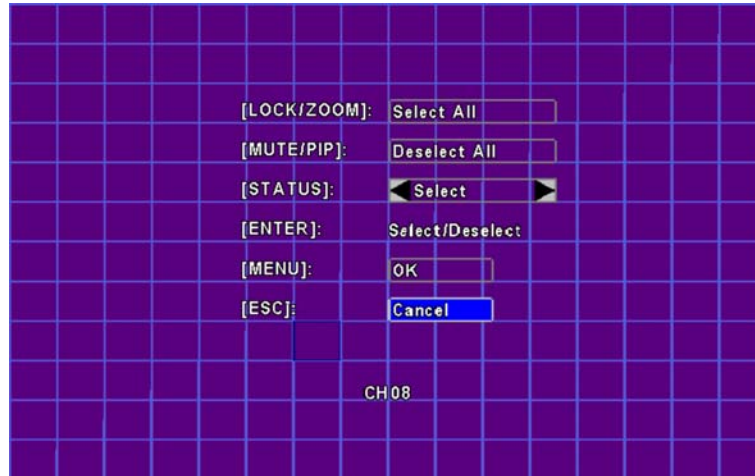 [LOCK/ZOOM]: Select All
[MUTE/PIP]: Deselect All
[STATUS]: Select
[ENTER]: Select/Deselect
[MENU]: OK
[ESC]: Cancel
CH08